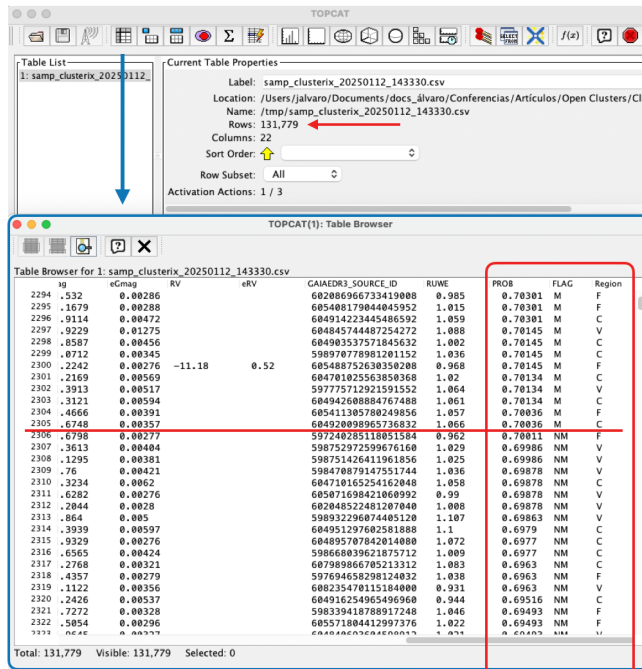 TOPCAT
Σ f(x) ?
Table List
1: samp_clusterix_20250112_
Current Table Properties
Label: samp_clusterix_20250112_143330.csv
Location: /Users/jalvaro/Documents/docs_álvaro/Conferencias/Artículos/Open Clusters/Cl
Name: /tmp/samp_clusterix_20250112_143330.csv
Rows: 131,779
Columns: 22
Sort Order:
Row Subset: All
Activation Actions: 1 / 3
TOPCAT(1): Table Browser
Table Browser for 1: samp_clusterix_20250112_143330.csv
ag eGmag RV eRV GAIAEDR3_SOURCE_ID RUWE PROB FLAG Region
2294 .532 0.00286 602086966733419008 0.985 0.70301 M F
2295 .1679 0.00288 605408179044045952 1.015 0.70301 M F
2296 .9114 0.00472 604914223445486592 1.059 0.70301 M C
2297 .9229 0.01275 604845744487254272 1.088 0.70145 M V
2298 .8587 0.00456 604903537571845632 1.002 0.70145 M C
2299 .0712 0.00345 598970778981201152 1.036 0.70145 M C
2300 .2242 0.00276 -11.18 0.52 605488752630350208 0.968 0.70145 M F
2301 .2169 0.00569 604701025563850368 1.02 0.70134 M C
2302 .3913 0.00517 597775712921591552 1.064 0.70134 M V
2303 .3121 0.00594 604942608884767488 1.061 0.70134 M C
2304 .4666 0.00391 605411305780249856 1.057 0.70036 M F
2305 .6748 0.00357 604920098965736832 1.066 0.70036 M C
2306 .6798 0.00277 597240285118051584 0.962 0.70011 NM F
2307 .3613 0.00404 598752972599676160 1.029 0.69986 NM V
2308 .1295 0.00381 598751426411961856 1.025 0.69986 NM V
2309 .76 0.00421 598470879147551744 1.036 0.69878 NM V
2310 .3234 0.0062 604710165254162048 1.058 0.69878 NM C
2311 .6282 0.00276 605071698421060992 0.99 0.69878 NM V
2312 .2044 0.0028 602048522481207040 1.008 0.69878 NM V
2313 .864 0.005 598932296074405120 1.107 0.69863 NM V
2314 .3939 0.00597 604951297602581888 1.1 0.6979 NM C
2315 .9329 0.00276 604895707842014080 1.072 0.6977 NM C
2316 .6565 0.00424 598668039621875712 1.009 0.6977 NM C
2317 .2768 0.00321 607989866705213312 1.083 0.6963 NM C
2318 .4357 0.00279 597694658298124032 1.038 0.6963 NM F
2319 .1122 0.00356 608235470115184000 0.931 0.6963 NM V
2320 .2426 0.00537 604916254965496960 0.944 0.69516 NM C
2321 .7272 0.00328 598339418788917248 1.046 0.69493 NM F
2322 .5054 0.00296 605571804412997376 1.022 0.69493 NM F
Total: 131,779 Visible: 131,779 Selected: 0